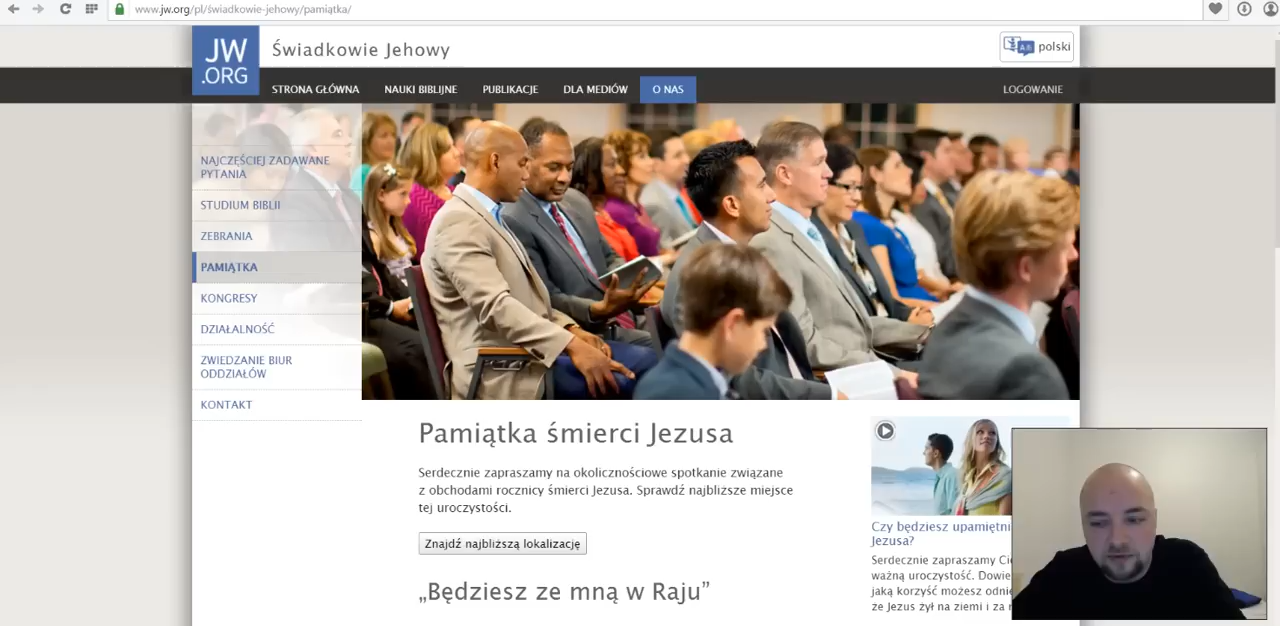 www.jw.org/pl/świadkowie-jehowy/pamiątka/
JW
.ORG
Świadkowie Jehowy
polski
STRONA GŁÓWNA
NAUKI BIBLIJNE
PUBLIKACJE
DLA MEDIÓW
O NAS
LOGOWANIE
NAJCZĘŚCIEJ ZADAWANE
PYTANIA
STUDIUM BIBLII
ZEBRANIA
PAMIĄTKA
KONGRESY
DZIAŁALNOŚĆ
ZWIEDZANIE BIUR
ODDZIAŁÓW
KONTAKT
Pamiątka śmierci Jezusa
Serdecznie zapraszamy na okolicznościowe spotkanie związane
z obchodami rocznicy śmierci Jezusa. Sprawdź najbliższe miejsce
tej uroczystości.
Znajdź najbliższą lokalizację
„Będziesz ze mną w Raju”
Czy będziesz upamiętni
Jezusa?
Serdecznie zapraszamy Ci
ważną uroczystość. Dowie
jaką korzyść możesz odni
że Jezus żył na ziemi i za